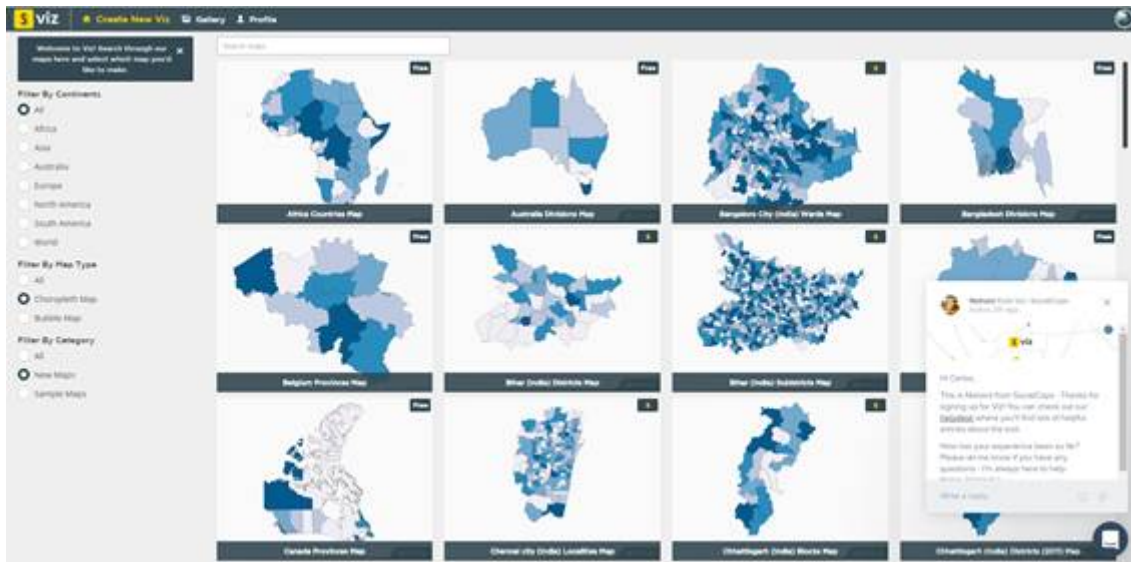 $ viz
Create New Viz
Gallery
Profile
Welcome to Viz! Search through our
maps here and select which map you'd
like to make.
Search maps
Filter By Continents
All
Africa
Asia
Australia
Europe
North America
South America
World
Filter By Map Type
All
Choropleth Map
Bubble Map
Filter By Category
All
New Maps
Sample Maps
Free
Free
$
Free
Africa Countries Map
Australia Divisions Map
Bangalore City (India) Wards Map
Bangladesh Divisions Map
Free
$
$
Free
Belgium Provinces Map
Bihar (India) Districts Map
Bihar (India) Subdistricts Map
Free
$
$
Canada Provinces Map
Chennai city (India) Localities Map
Chhattisgarh (India) Blocks Map
Chhattisgarh (India) Districts (2011) Map
from Viz - SocialCops
$ viz
Hi Carlos,
This is
from SocialCops - Thanks for
signing up for Viz! You can check out our
helpdesk where you'll find lots of helpful
articles about the tool.
How has your experience been so far?
Please let me know if you have any
questions - I'm always here to help.
Write a reply...